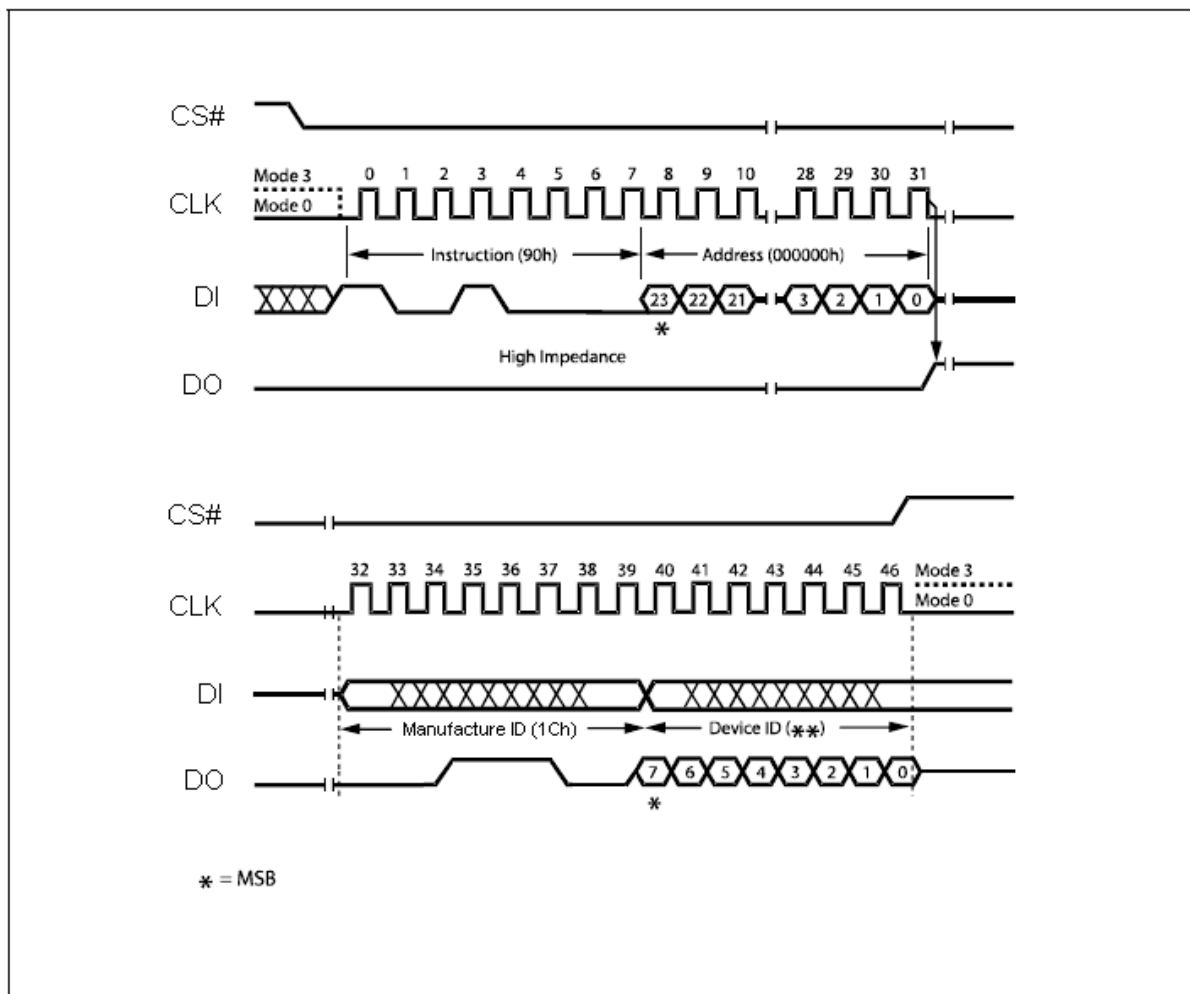 CS#
Mode 3
Mode 0
CLK
0 1 2 3 4 5 6 7 8 9 10 28 29 30 31
Instruction (90h)
Address (000000h)
DI
23 22 21 3 2 1 0
*
High Impedance
DO
CS#
32 33 34 35 36 37 38 39 40 41 42 43 44 45 46
Mode 3
Mode 0
CLK
DI
Manufacture ID (1Ch)
Device ID (**)
DO
7 6 5 4 3 2 1 0
*
* = MSB